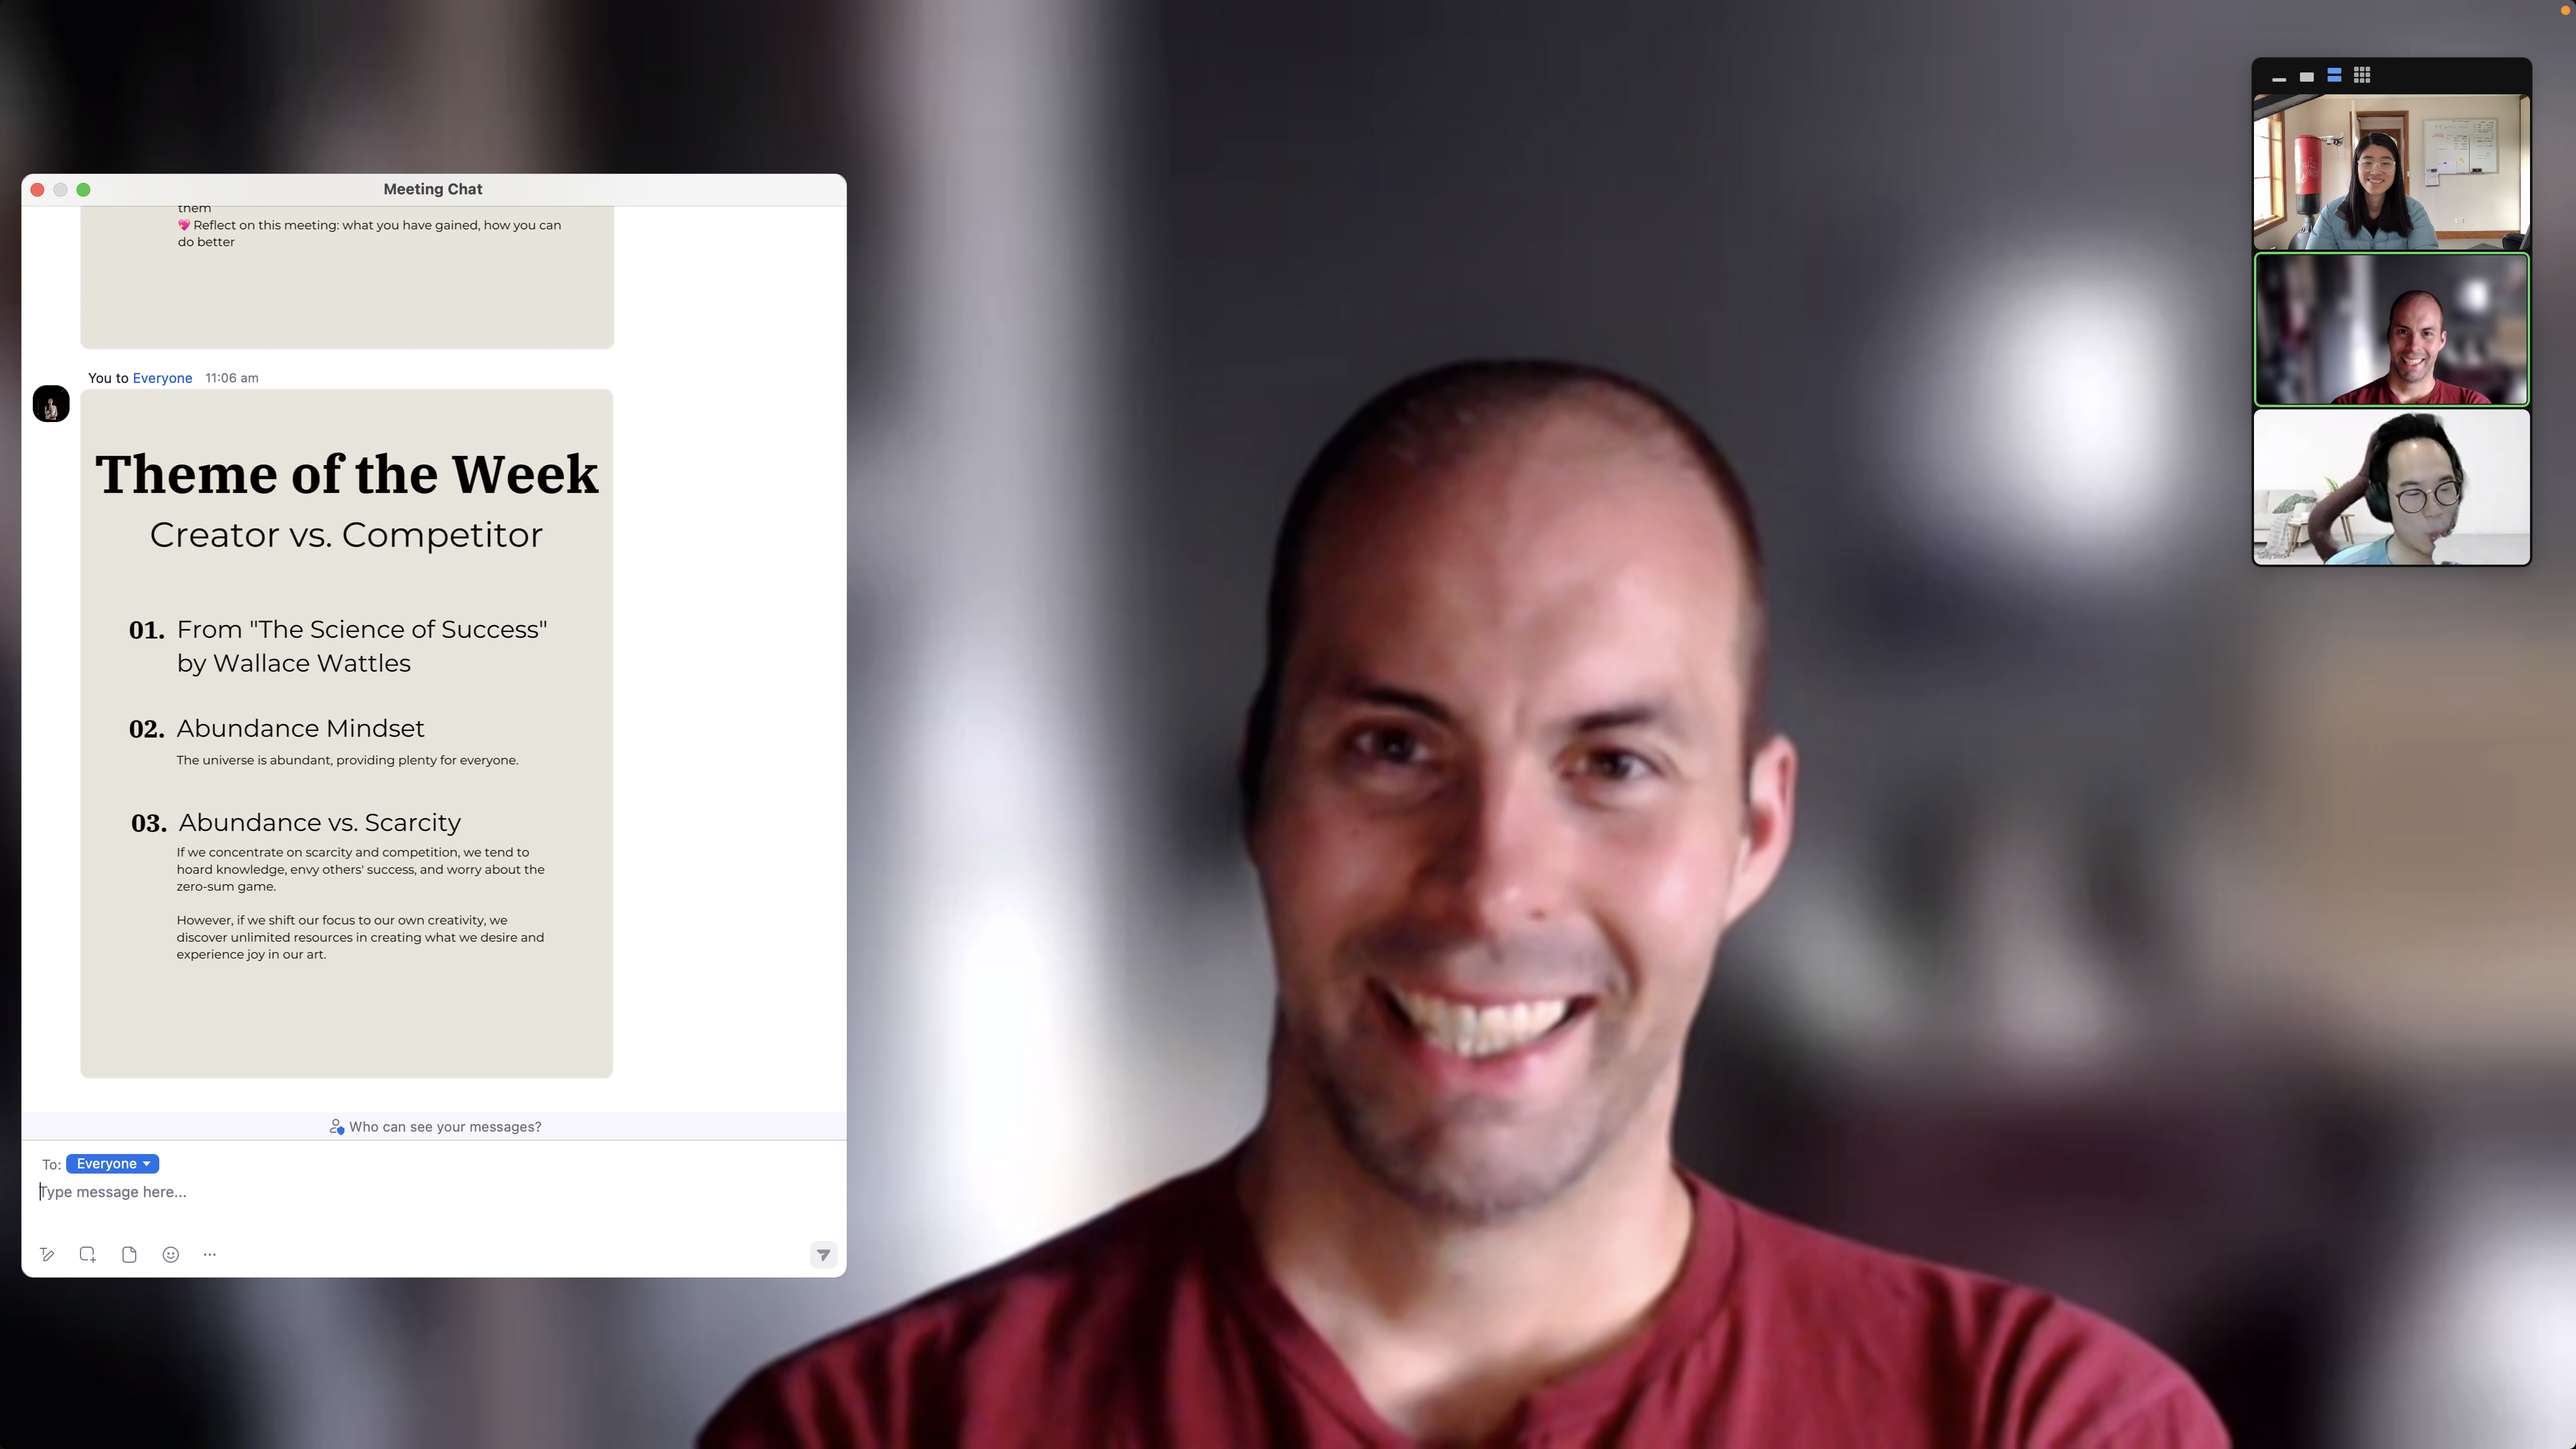 Meeting Chat
them
💖 Reflect on this meeting: what you have gained, how you can
do better
You to Everyone 11:06 am
Theme of the Week
Creator vs. Competitor
01. From "The Science of Success"
by Wallace Wattles
02. Abundance Mindset
The universe is abundant, providing plenty for everyone.
03. Abundance vs. Scarcity
If we concentrate on scarcity and competition, we tend to
hoard knowledge, envy others' success, and worry about the
zero-sum game.
However, if we shift our focus to our own creativity, we
discover unlimited resources in creating what we desire and
experience joy in our art.
Who can see your messages?
To: Everyone
Type message here...